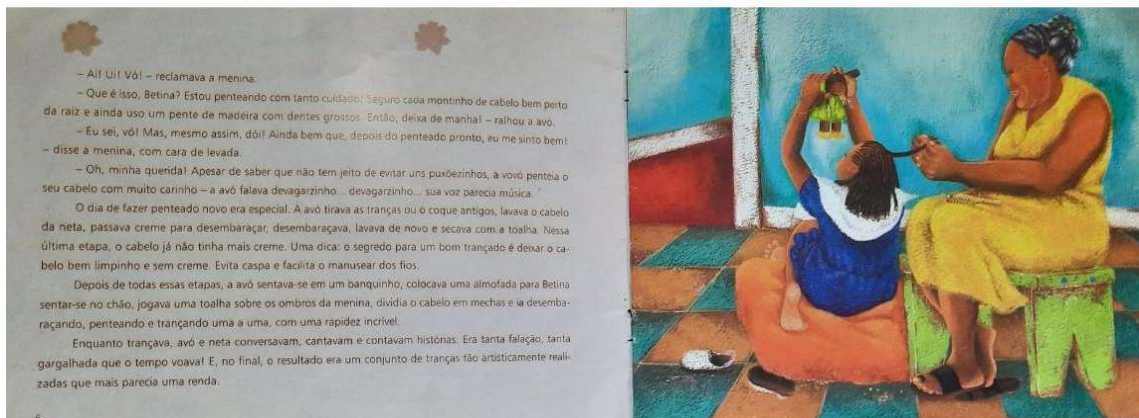 – Ai! Ui! Vó! – reclamava a menina.
– Que é isso, Betina? Estou penteando com tanto cuidado! Seguro cada montinho de cabelo bem perto
da raiz e ainda uso um pente de madeira com dentes grossos. Então, deixa de manha! – ralhou a avó.
– Eu sei, vó! Mas, mesmo assim, dói! Ainda bem que, depois do penteado pronto, eu me sinto bem!
– disse a menina, com cara de levada.
– Oh, minha querida! Apesar de saber que não tem jeito de evitar uns puxõezinhos, a vovó penteia o
seu cabelo com muito carinho – a avó falava devagarzinho... devagarzinho... sua voz parecia música.
O dia de fazer penteado novo era especial. A avó tirava as tranças ou o coque antigos, lavava o cabelo
da neta, passava creme para desembaraçar, desembaraçava, lavava de novo e secava com a toalha. Nessa
última etapa, o cabelo já não tinha mais creme. Uma dica: o segredo para um bom trançado é deixar o ca-
belo bem limpinho e sem creme. Evita caspa e facilita o manusear dos fios.
Depois de todas essas etapas, a avó sentava-se em um banquinho, colocava uma almofada para Betina
sentar-se no chão, jogava uma toalha sobre os ombros da menina, dividia o cabelo em mechas e ia desemba-
raçando, penteando e trançando uma a uma, com uma rapidez incrível.
Enquanto trançava, avó e neta conversavam, cantavam e contavam histórias. Era tanta falação, tanta
gargalhada que o tempo voava! E, no final, o resultado era um conjunto de tranças tão artisticamente reali-
zadas que mais parecia uma renda.
6